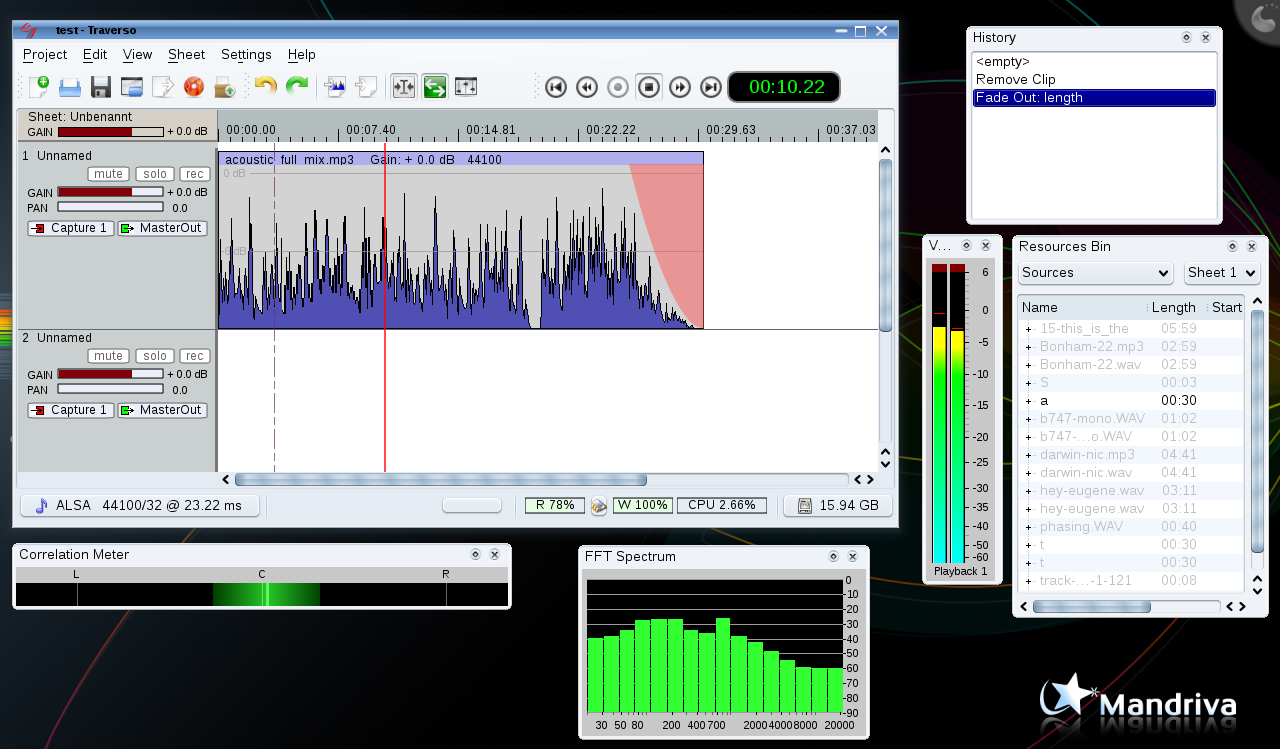 test - Traverso
Project Edit View Sheet Settings Help
00:10.22
Sheet: Unbenannt
GAIN + 0.0 dB
00:00.00 00:07.40 00:14.81 00:22.22 00:29.63 00:37.03
1 Unnamed
mute solo rec
GAIN + 0.0 dB
PAN 0.0
Capture 1 MasterOut
acoustic_full_mix.mp3 Gain: + 0.0 dB 44100
0 dB
-6 dB
2 Unnamed
mute solo rec
GAIN + 0.0 dB
PAN 0.0
Capture 1 MasterOut
ALSA 44100/32 @ 23.22 ms
R 78% W 100% CPU 2.66% 15.94 GB
History
<empty>
Remove Clip
Fade Out: length
V...
6
0
-5
-10
-15
-20
-25
-30
-35
-40
-50
-60
Playback 1
Resources Bin
Sources Sheet 1
Name Length Start
15-this_is_the 05:59
Bonham-22.mp3 02:59
Bonham-22.wav 02:59
S 00:03
a 00:30
b747-mono.WAV 01:02
b747-...o.WAV 01:02
darwin-nic.mp3 04:41
darwin-nic.wav 04:41
hey-eugene.wav 03:11
hey-eugene.wav 03:11
phasing.WAV 00:40
t 00:30
t 00:30
track-...-1-121 00:08
Correlation Meter
L C R
FFT Spectrum
0
-10
-20
-30
-40
-50
-60
-70
-80
-90
30 50 80 200 400 700 2000 4000 8000 20000
Mandriva